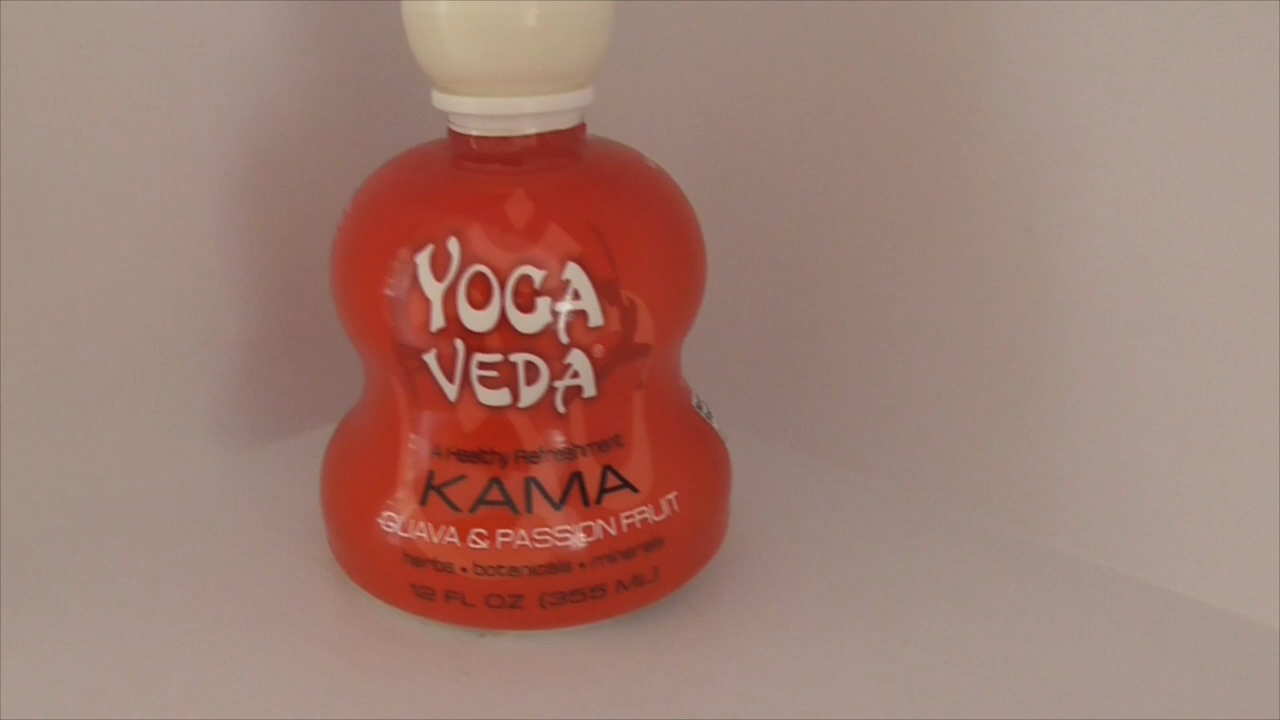 YOGA
VEDA
A Healthy Refreshment
KAMA
GUAVA & PASSION FRUIT
herbs • botanicals • minerals
12 FL OZ (355 ML)